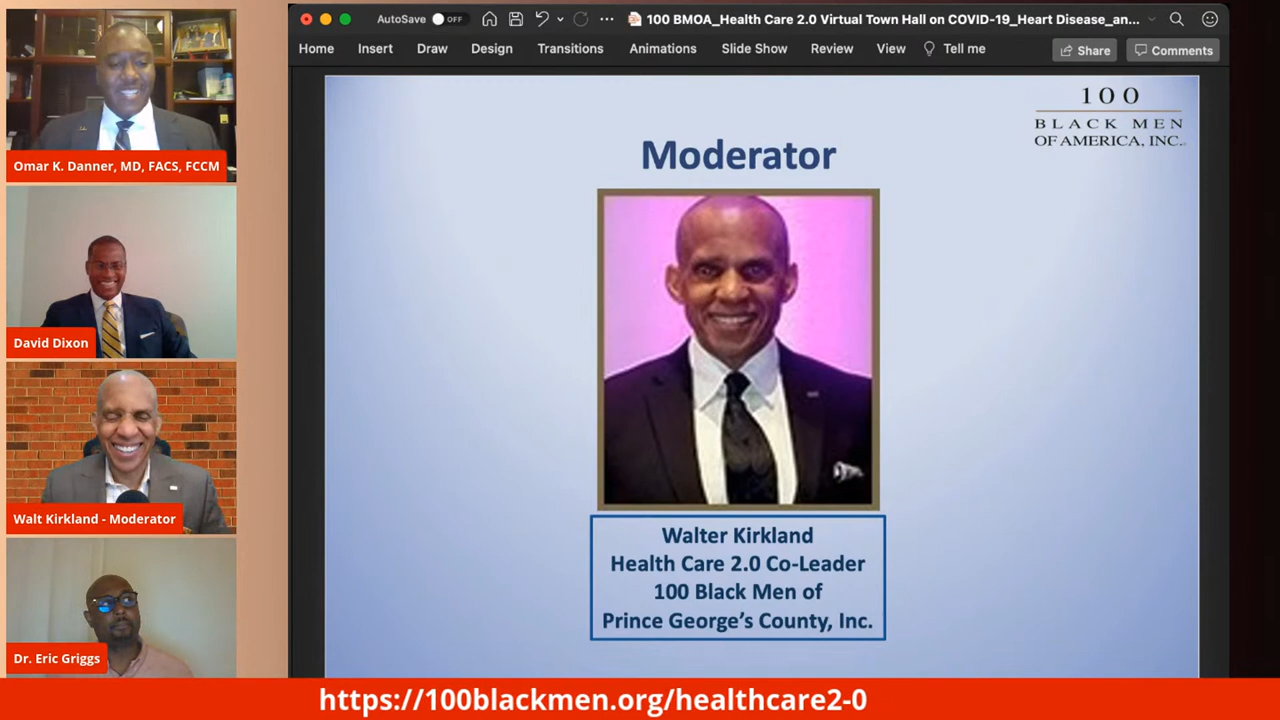 Omar K. Danner, MD, FACS, FCCM
David Dixon
Walt Kirkland - Moderator
Dr. Eric Griggs
AutoSave OFF
100 BMOA_Health Care 2.0 Virtual Town Hall on COVID-19_Heart Disease_an...
Home Insert Draw Design Transitions Animations Slide Show Review View Tell me Share Comments
100
BLACK MEN
OF AMERICA, INC.
Moderator
Walter Kirkland
Health Care 2.0 Co-Leader
100 Black Men of
Prince George's County, Inc.
https://100blackmen.org/healthcare2-0